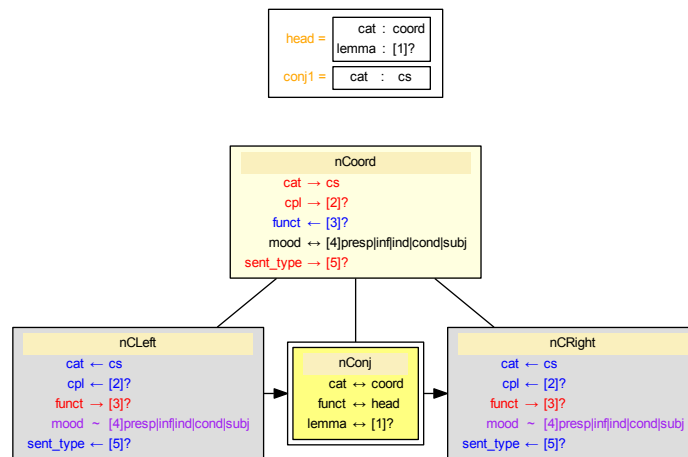 head =
cat : coord
lemma : [1]?
conj1 =
cat : cs
nCoord
cat → cs
cpl → [2]?
funct ← [3]?
mood ↔ [4]presp|inf|ind|cond|subj
sent_type → [5]?
nCLeft
cat ← cs
cpl ← [2]?
funct → [3]?
mood ~ [4]presp|inf|ind|cond|subj
sent_type ← [5]?
nConj
cat ↔ coord
funct ↔ head
lemma ↔ [1]?
nCRight
cat ← cs
cpl ← [2]?
funct → [3]?
mood ~ [4]presp|inf|ind|cond|subj
sent_type ← [5]?